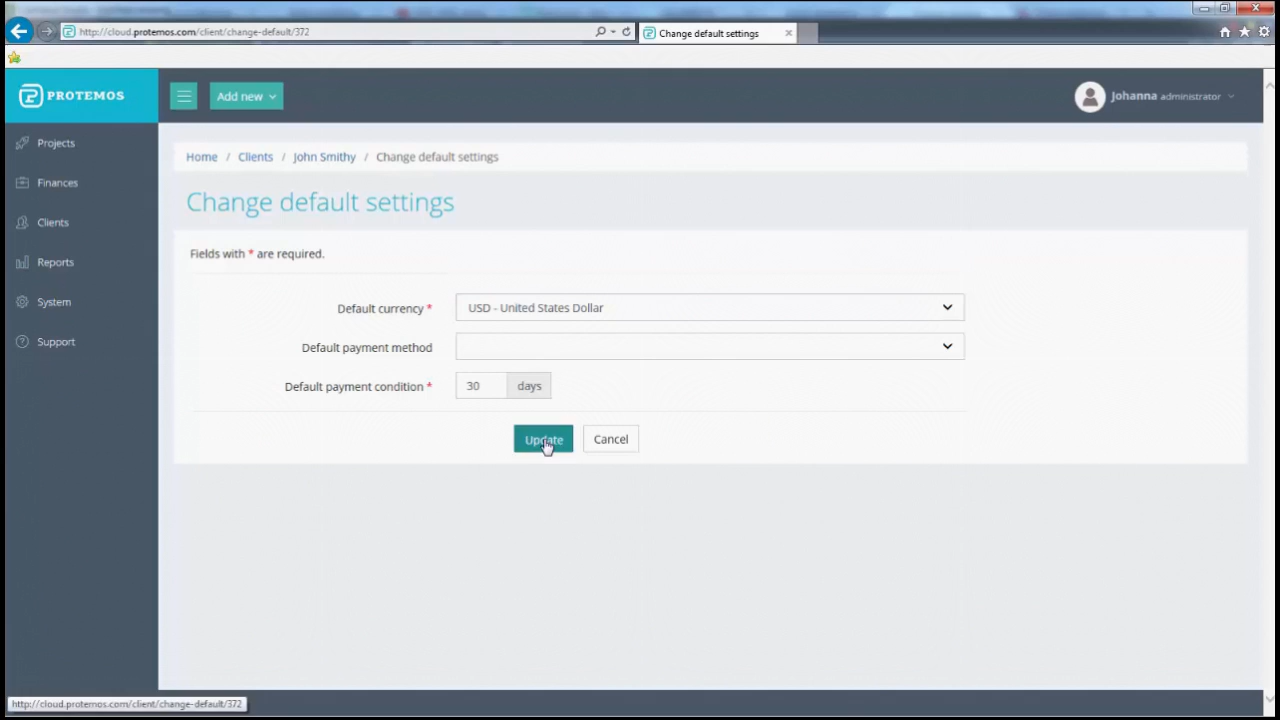 http://cloud.protemos.com/client/change-default/372
Change default settings
PROTEMOS
Add new
Johanna administrator
Projects
Finances
Clients
Reports
System
Support
Home / Clients / John Smithy / Change default settings
Change default settings
Fields with * are required.
Default currency *
USD - United States Dollar
Default payment method
Default payment condition *
30 days
Update
Cancel
http://cloud.protemos.com/client/change-default/372